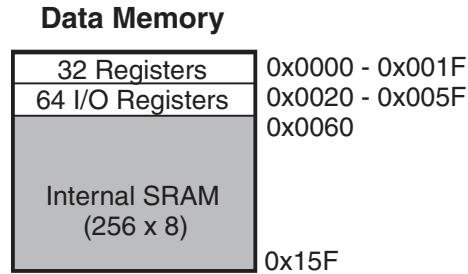 Data Memory
32 Registers 0x0000 - 0x001F
64 I/O Registers 0x0020 - 0x005F
0x0060
Internal SRAM
(256 x 8)
0x15F